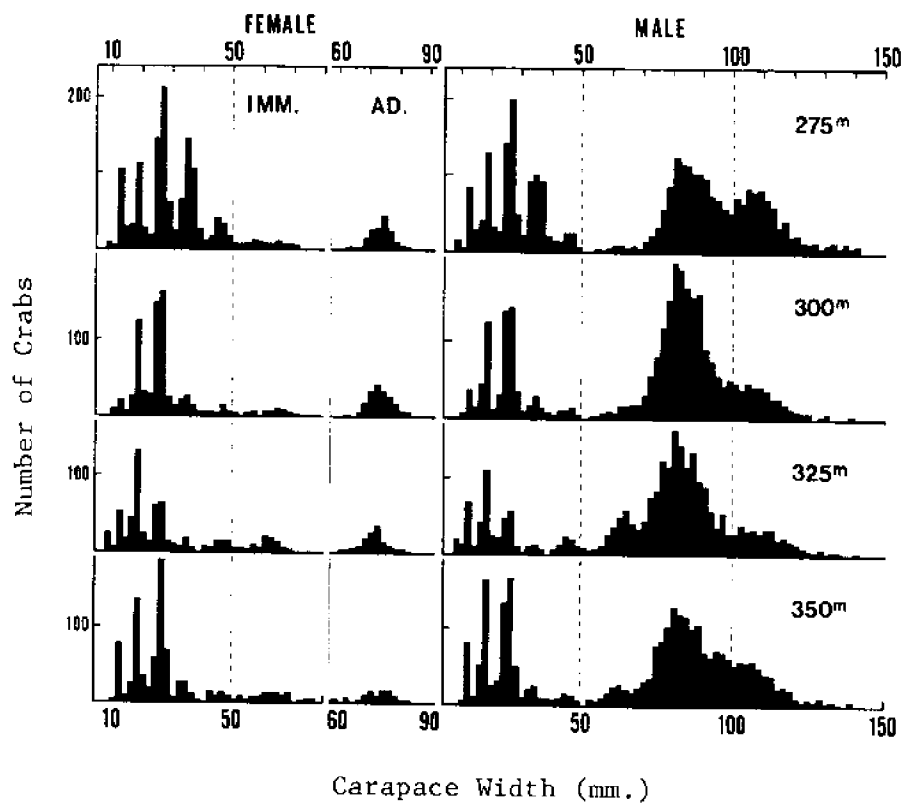 FEMALE MALE
10 50 60 90 50 100 150
200 IMM. AD. 275m
100 300m
100 325m
100 350m
10 50 60 90 50 100 150
Number of Crabs
Carapace Width (mm.)